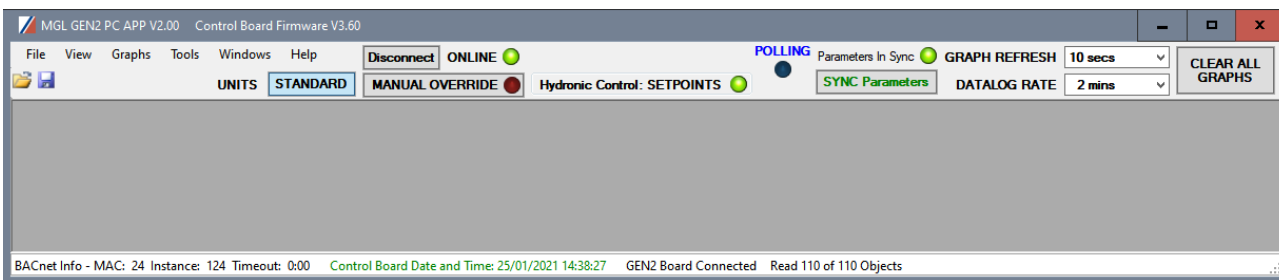 MGL GEN2 PC APP V2.00 Control Board Firmware V3.60
File View Graphs Tools Windows Help Disconnect ONLINE POLLING Parameters In Sync GRAPH REFRESH 10 secs CLEAR ALL GRAPHS
UNITS STANDARD MANUAL OVERRIDE Hydronic Control: SETPOINTS SYNC Parameters DATALOG RATE 2 mins
BACnet Info - MAC: 24 Instance: 124 Timeout: 0:00 Control Board Date and Time: 25/01/2021 14:38:27 GEN2 Board Connected Read 110 of 110 Objects